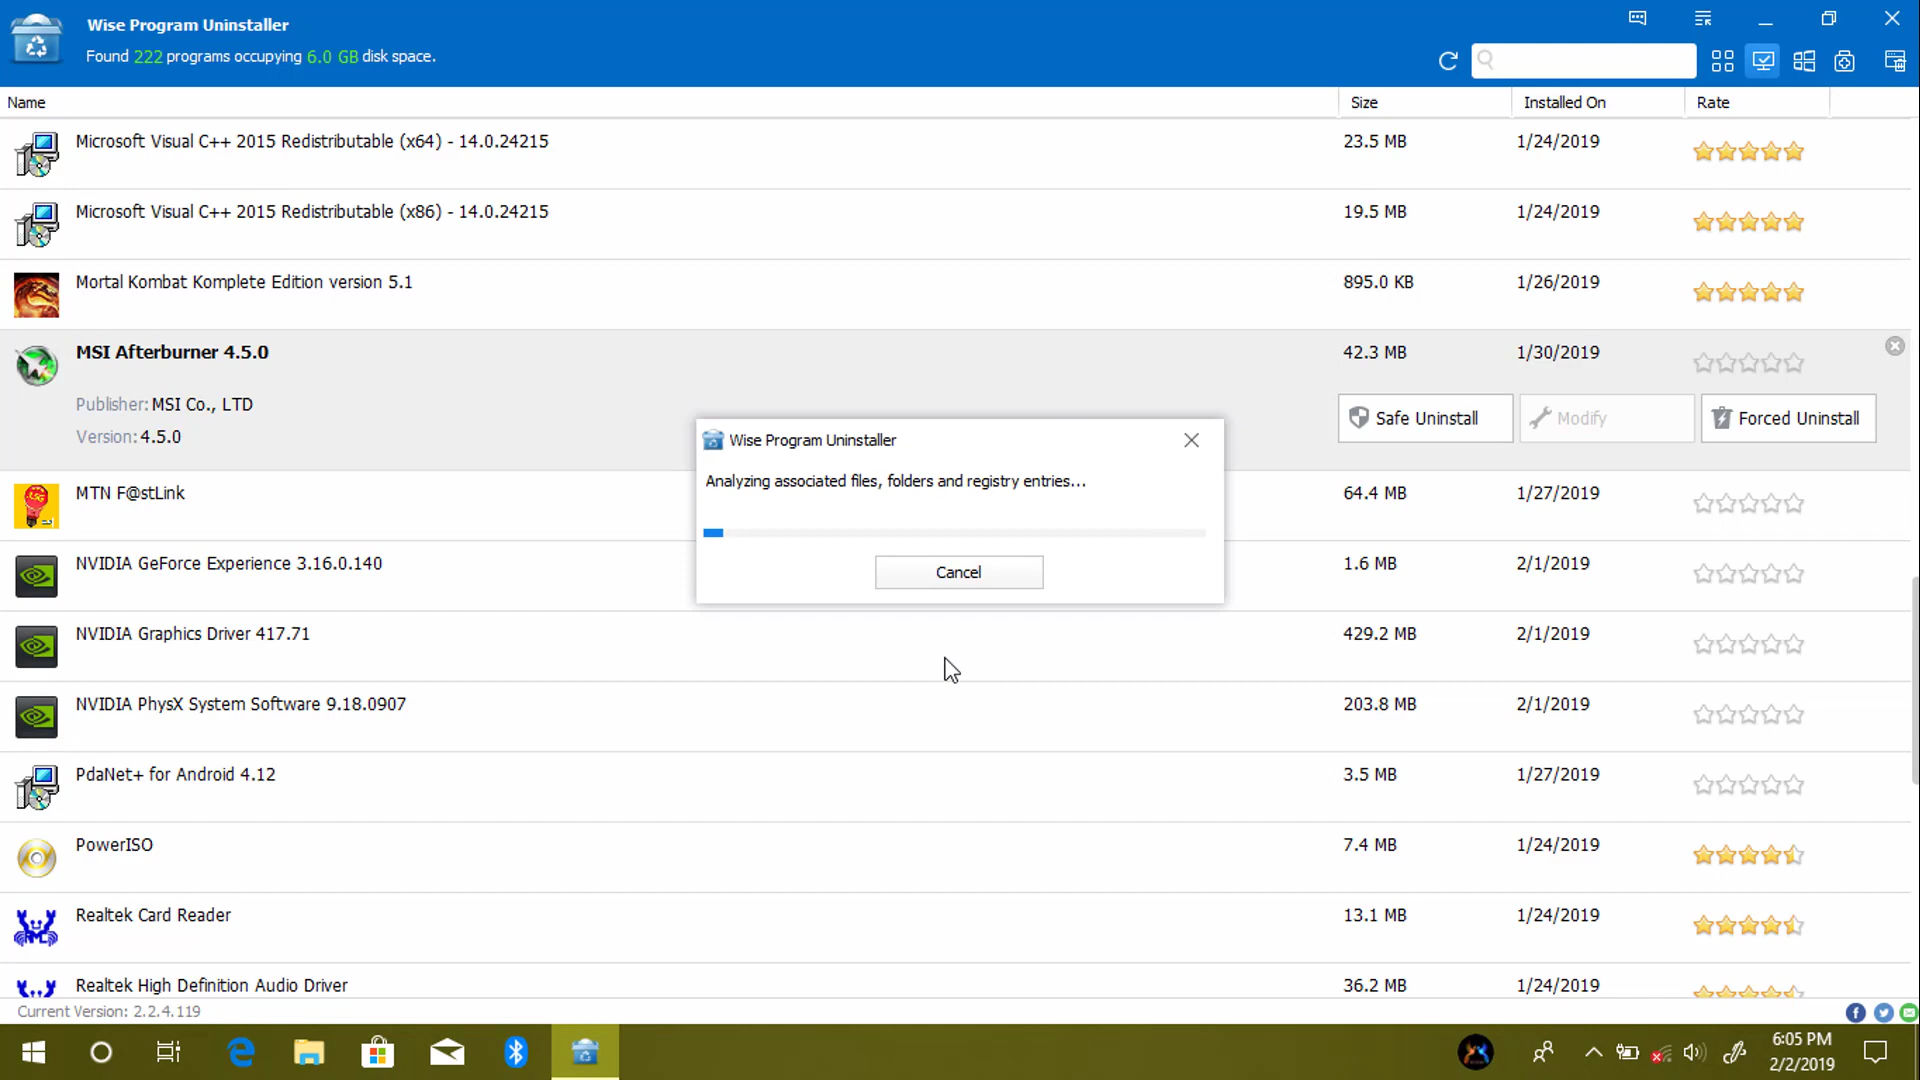 Wise Program Uninstaller
Found 222 programs occupying 6.0 GB disk space.
Name Size Installed On Rate
Microsoft Visual C++ 2015 Redistributable (x64) - 14.0.24215 23.5 MB 1/24/2019
Microsoft Visual C++ 2015 Redistributable (x86) - 14.0.24215 19.5 MB 1/24/2019
Mortal Kombat Komplete Edition version 5.1 895.0 KB 1/26/2019
MSI Afterburner 4.5.0 42.3 MB 1/30/2019
Publisher: MSI Co., LTD
Version: 4.5.0
Safe Uninstall Modify Forced Uninstall
Wise Program Uninstaller
Analyzing associated files, folders and registry entries...
Cancel
MTN F@stLink 64.4 MB 1/27/2019
NVIDIA GeForce Experience 3.16.0.140 1.6 MB 2/1/2019
NVIDIA Graphics Driver 417.71 429.2 MB 2/1/2019
NVIDIA PhysX System Software 9.18.0907 203.8 MB 2/1/2019
PdaNet+ for Android 4.12 3.5 MB 1/27/2019
PowerISO 7.4 MB 1/24/2019
Realtek Card Reader 13.1 MB 1/24/2019
Realtek High Definition Audio Driver 36.2 MB 1/24/2019
Current Version: 2.2.4.119
6:05 PM
2/2/2019